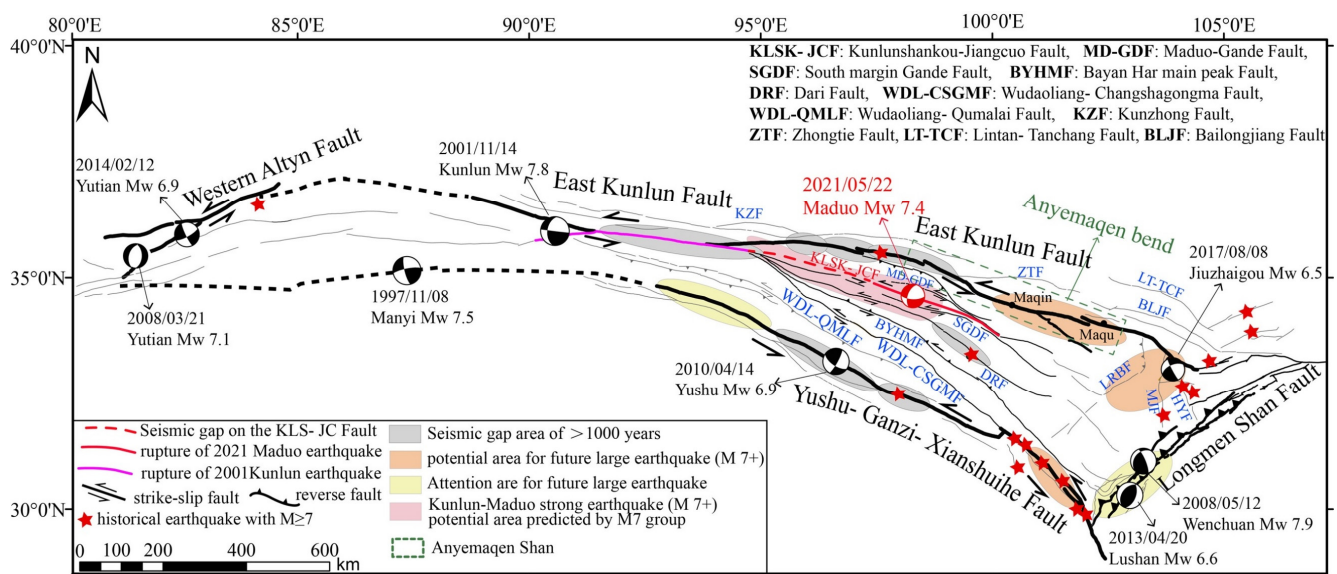 80°0'0"E
85°0'0"E
90°0'0"E
95°0'0"E
100°0'0"E
105°0'0"E
40°0'0"N
35°0'0"N
30°0'0"N
N
KLSK- JCF: Kunlunshankou-Jiangcuo Fault, MD-GDF: Maduo-Gande Fault,
SGDF: South margin Gande Fault, BYHMF: Bayan Har main peak Fault,
DRF: Dari Fault, WDL-CSGMF: Wudaoliang- Changshagongma Fault,
WDL-QMLF: Wudaoliang- Qumalai Fault, KZF: Kunzhong Fault,
ZTF: Zhongtie Fault, LT-TCF: Lintan- Tanchang Fault, BLJF: Bailongjiang Fault
2014/02/12
Yutian Mw 6.9
Western Altyn Fault
2001/11/14
Kunlun Mw 7.8
East Kunlun Fault
KZF
2021/05/22
Maduo Mw 7.4
East Kunlun Fault
Anyemaqen bend
2017/08/08
Jiuzhaigou Mw 6.5
KLSK-JCF
MD-GDF
ZTF
LT-TCF
BLJF
Maqin
Maqu
2008/03/21
Yutian Mw 7.1
1997/11/08
Manyi Mw 7.5
WDL-QMLF
BYHMF
SGDF
DRF
WDL-CSGMF
LRBF
MJF
HYF
2010/04/14
Yushu Mw 6.9
Yushu- Ganzi- Xianshuihe Fault
Longmen Shan Fault
2008/05/12
Wenchuan Mw 7.9
2013/04/20
Lushan Mw 6.6
Seismic gap on the KLS- JC Fault
rupture of 2021 Maduo earthquake
rupture of 2001Kunlun earthquake
strike-slip fault
reverse fault
historical earthquake with M≥7
0 100 200 400 600
km
Seismic gap area of >1000 years
potential area for future large earthquake (M 7+)
Attention are for future large earthquake
Kunlun-Maduo strong earthquake (M 7+)
potential area predicted by M7 group
Anyemaqen Shan